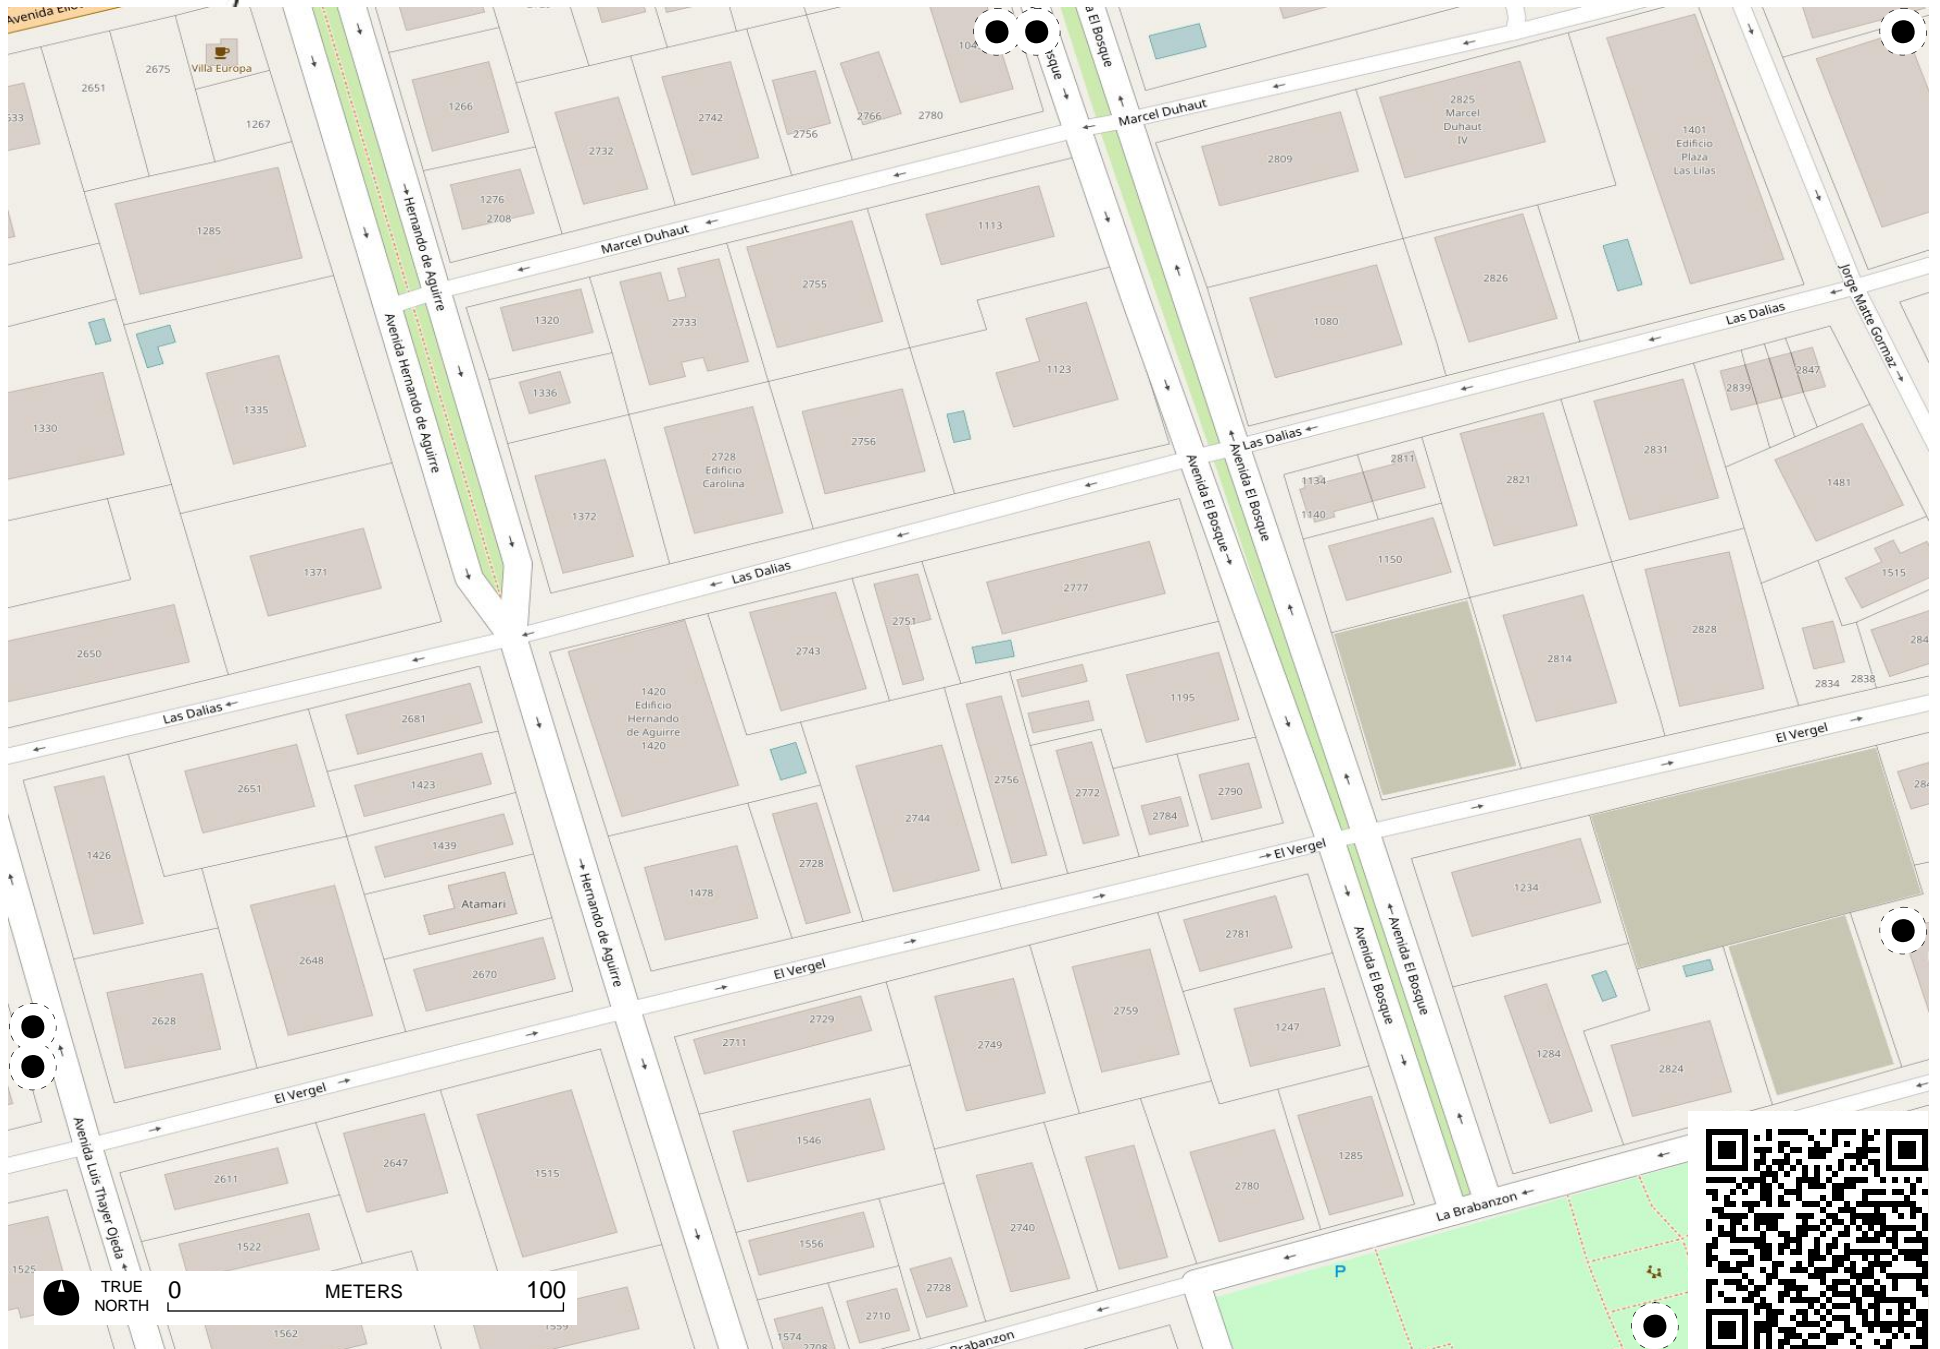 2651
2675
Villa Europa
1267
1285
1266
1276
2708
2732
2742
2756
2766
2780
Marcel Duhaut
Marcel Duhaut
2809
2825
Marcel
Duhaut
IV
1401
Edificio
Plaza
Las Lilas
1113
2755
2733
1320
1336
1123
1080
2826
Hernando de Aguirre
Avenida Hernando de Aguirre
Jorge Matte Gormaz
Las Dalias
1330
1335
1371
1372
2728
Edificio
Carolina
2756
Las Dalias
Avenida El Bosque
Avenida El Bosque
2811
1134
1140
1150
2821
2831
2839
2847
1481
1515
2650
Las Dalias
Las Dalias
2777
2751
2743
1420
Edificio
Hernando
de Aguirre
1420
1195
2814
2828
2834
2838
El Vergel
2681
2651
1423
1426
1439
Atamari
2648
2670
2628
1478
2728
2744
2756
2772
2784
2790
El Vergel
El Vergel
El Vergel
Hernando de Aguirre
Avenida El Bosque
Avenida El Bosque
1234
1284
2824
2781
2759
2749
1247
2729
2711
1546
2647
1515
2611
1522
1525
Avenida Luis Thayer Ojeda
1285
2780
2740
1556
2728
2710
1574
1562
1559
La Brabanzon
P
TRUE
NORTH
0 METERS 100